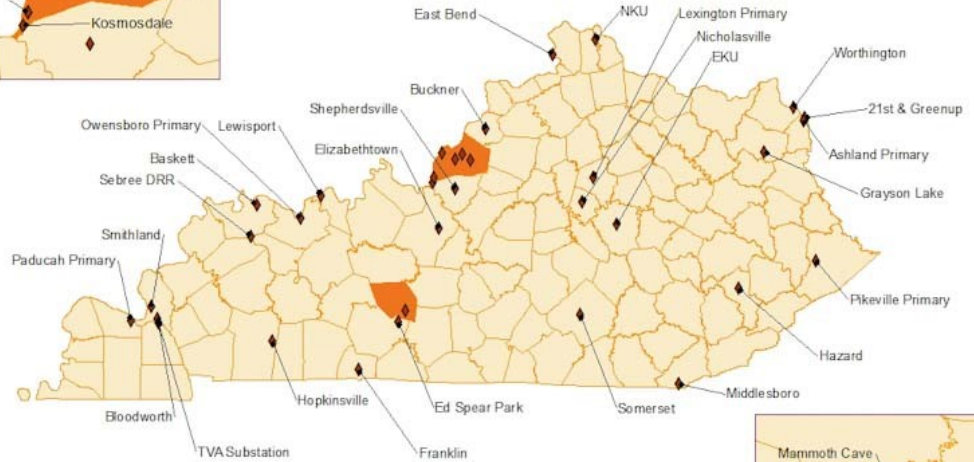 Kosmosdale
East Bend
NKU
Lexington Primary
Nicholasville
EKU
Worthington
Buckner
21st & Greenup
Shepherdsville
Owensboro Primary
Lewisport
Elizabethtown
Ashland Primary
Baskett
Sebree DRR
Grayson Lake
Smithland
Paducah Primary
Pikeville Primary
Hazard
Middlesboro
Hopkinsville
Ed Spear Park
Somerset
Bloodworth
TVA Substation
Franklin
Mammoth Cave